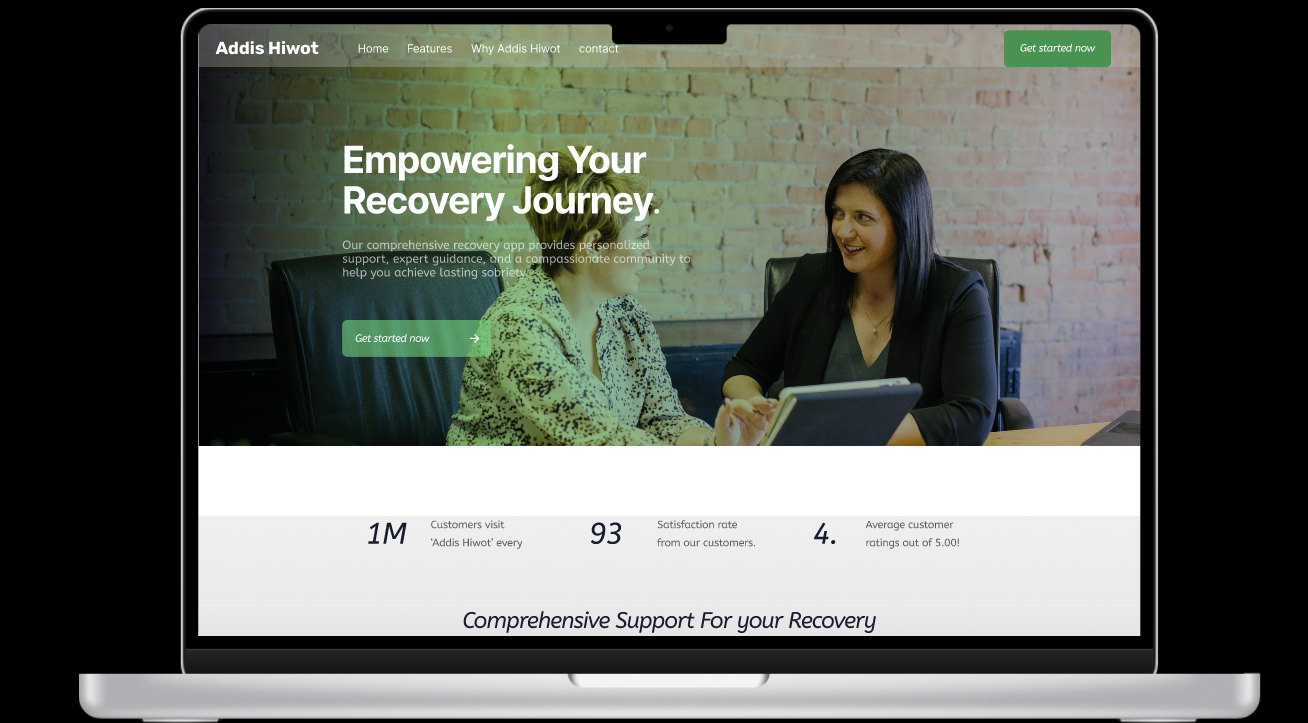 Addis Hiwot
Home
Features
Why Addis Hiwot
contact
Get started now
Empowering Your
Recovery Journey.
Our comprehensive recovery app provides personalized
support, expert guidance, and a compassionate community to
help you achieve lasting sobriety.
Get started now →
1M
Customers visit
'Addis Hiwot' every
93
Satisfaction rate
from our customers.
4.
Average customer
ratings out of 5.00!
Comprehensive Support For your Recovery